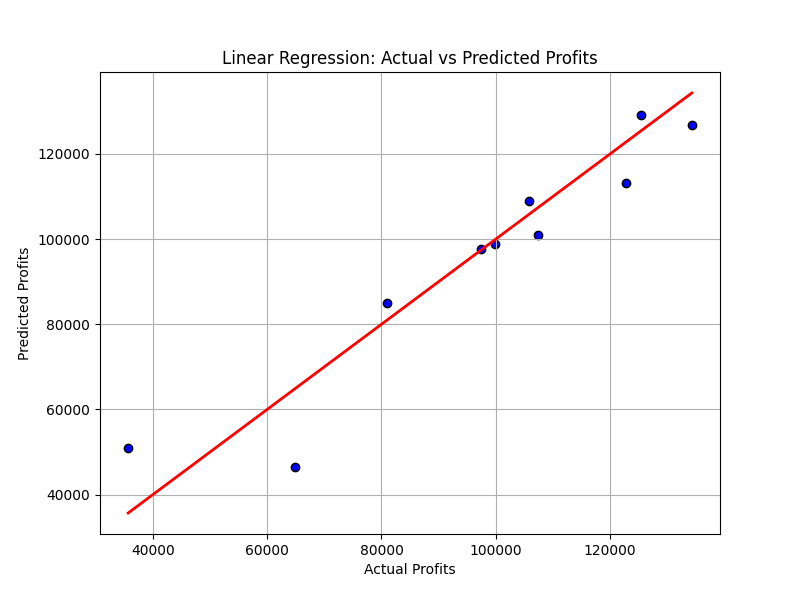 Linear Regression: Actual vs Predicted Profits
120000
100000
80000
60000
40000
Predicted Profits
40000 60000 80000 100000 120000
Actual Profits